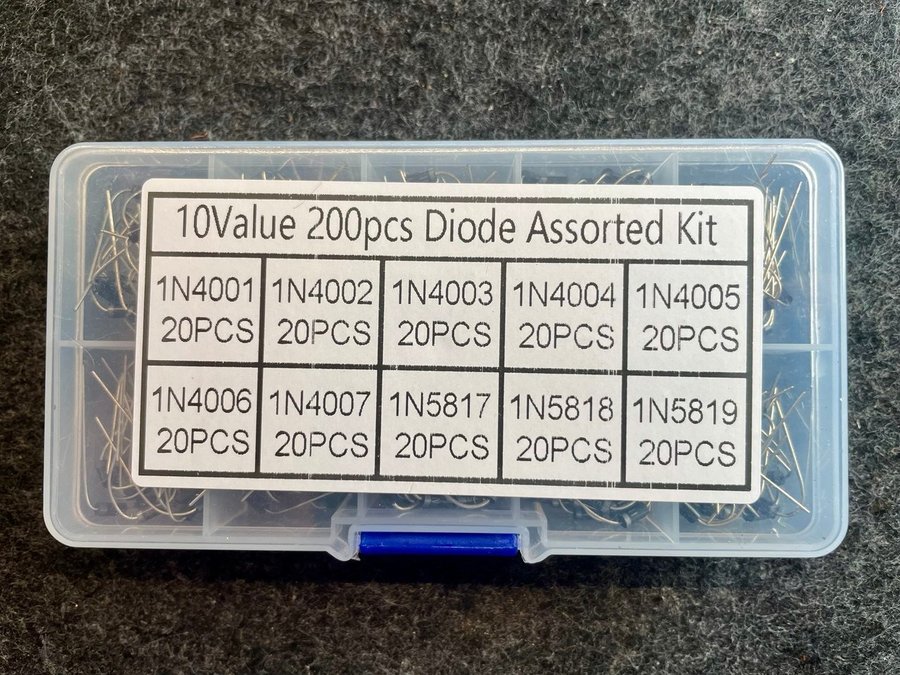 10Value 200pcs Diode Assorted Kit
1N4001 1N4002 1N4003 1N4004 1N4005
20PCS 20PCS 20PCS 20PCS 20PCS
1N4006 1N4007 1N5817 1N5818 1N5819
20PCS 20PCS 20PCS 20PCS 20PCS